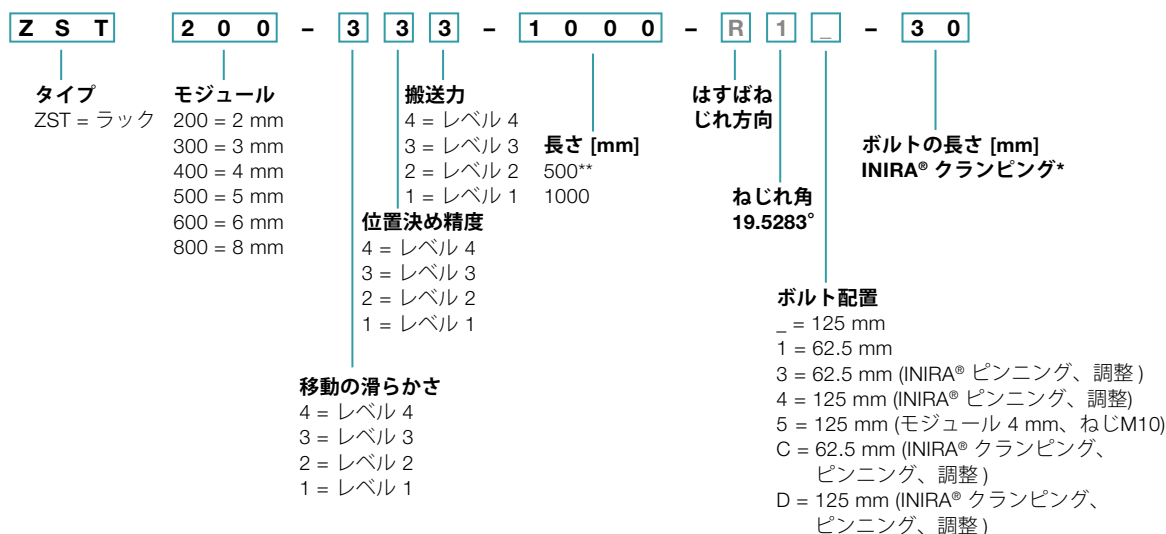 Z S T 2 0 0 – 3 3 3 – 1 0 0 0 – R 1 _ – 3 0
タイプ
ZST = ラック
モジュール
200 = 2 mm
300 = 3 mm
400 = 4 mm
500 = 5 mm
600 = 6 mm
800 = 8 mm
移動の滑らかさ
4 = レベル 4
3 = レベル 3
2 = レベル 2
1 = レベル 1
位置決め精度
4 = レベル 4
3 = レベル 3
2 = レベル 2
1 = レベル 1
搬送力
4 = レベル 4
3 = レベル 3
2 = レベル 2
1 = レベル 1
長さ [mm]
500**
1000
はすばね
じれ方向
ねじれ角
19.5283°
ボルト配置
_ = 125 mm
1 = 62.5 mm
3 = 62.5 mm (INIRA® ピンニング、調整 )
4 = 125 mm (INIRA® ピンニング、調整)
5 = 125 mm (モジュール 4 mm、ねじM10)
C = 62.5 mm (INIRA® クランピング、
ピンニング、調整 )
D = 125 mm (INIRA® クランピング、
ピンニング、調整 )
ボルトの長さ [mm]
INIRA® クランピング*